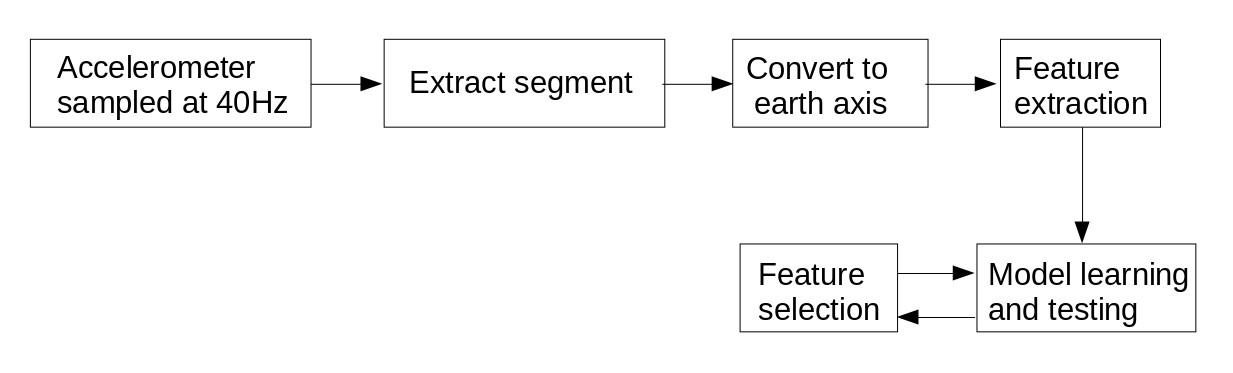 Accelerometer
sampled at 40Hz
Extract segment
Convert to
earth axis
Feature
extraction
Feature
selection
Model learning
and testing